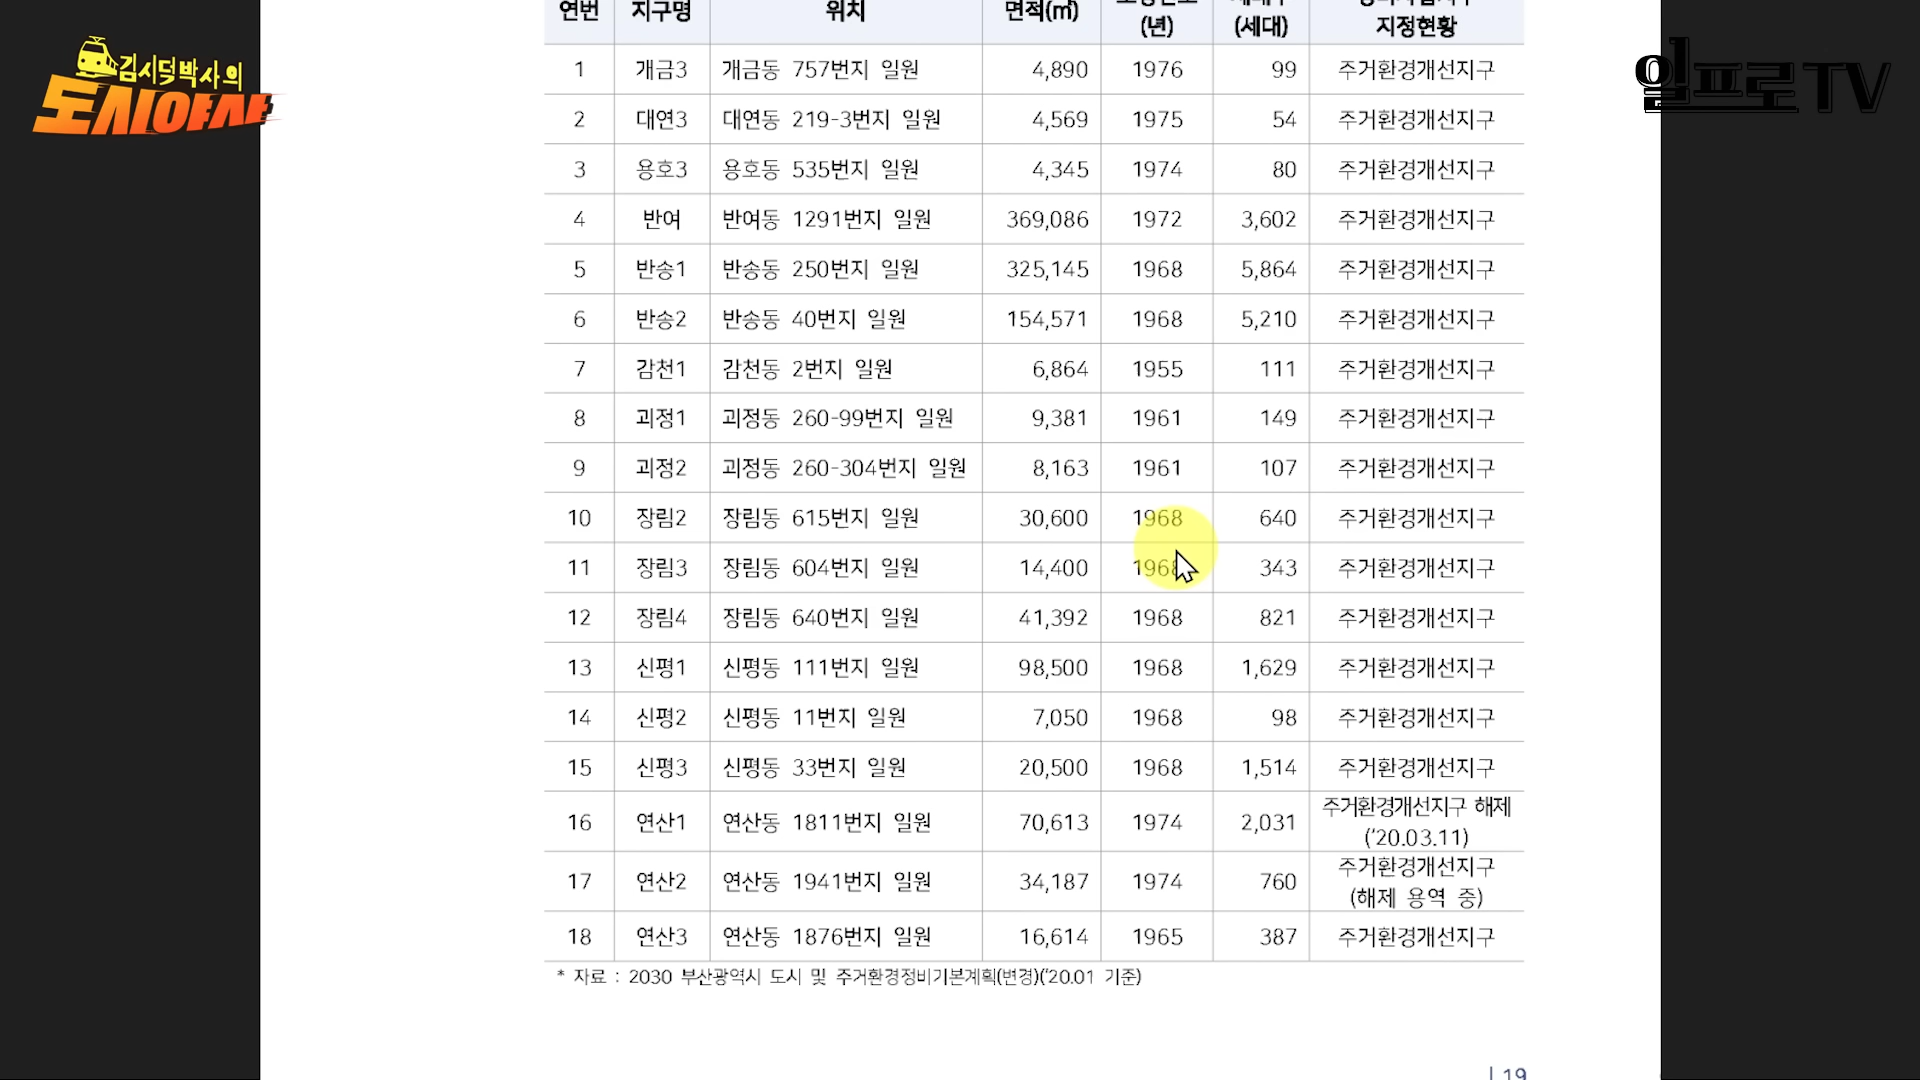 김시덕박사의
도시야사
일프로TV
연번 지구명 위치 면적(㎡) (년) (세대) 지정현황
1 개금3 개금동 757번지 일원 4,890 1976 99 주거환경개선지구
2 대연3 대연동 219-3번지 일원 4,569 1975 54 주거환경개선지구
3 용호3 용호동 535번지 일원 4,345 1974 80 주거환경개선지구
4 반여 반여동 1291번지 일원 369,086 1972 3,602 주거환경개선지구
5 반송1 반송동 250번지 일원 325,145 1968 5,864 주거환경개선지구
6 반송2 반송동 40번지 일원 154,571 1968 5,210 주거환경개선지구
7 감천1 감천동 2번지 일원 6,864 1955 111 주거환경개선지구
8 괴정1 괴정동 260-99번지 일원 9,381 1961 149 주거환경개선지구
9 괴정2 괴정동 260-304번지 일원 8,163 1961 107 주거환경개선지구
10 장림2 장림동 615번지 일원 30,600 1968 640 주거환경개선지구
11 장림3 장림동 604번지 일원 14,400 1968 343 주거환경개선지구
12 장림4 장림동 640번지 일원 41,392 1968 821 주거환경개선지구
13 신평1 신평동 111번지 일원 98,500 1968 1,629 주거환경개선지구
14 신평2 신평동 11번지 일원 7,050 1968 98 주거환경개선지구
15 신평3 신평동 33번지 일원 20,500 1968 1,514 주거환경개선지구
16 연산1 연산동 1811번지 일원 70,613 1974 2,031 주거환경개선지구 해제
('20.03.11)
17 연산2 연산동 1941번지 일원 34,187 1974 760 주거환경개선지구
(해제 용역 중)
18 연산3 연산동 1876번지 일원 16,614 1965 387 주거환경개선지구
* 자료 : 2030 부산광역시 도시 및 주거환경정비기본계획(변경)('20.01 기준)
| 19